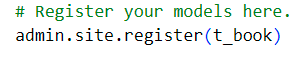 # Register your models here.
admin.site.register(t_book)